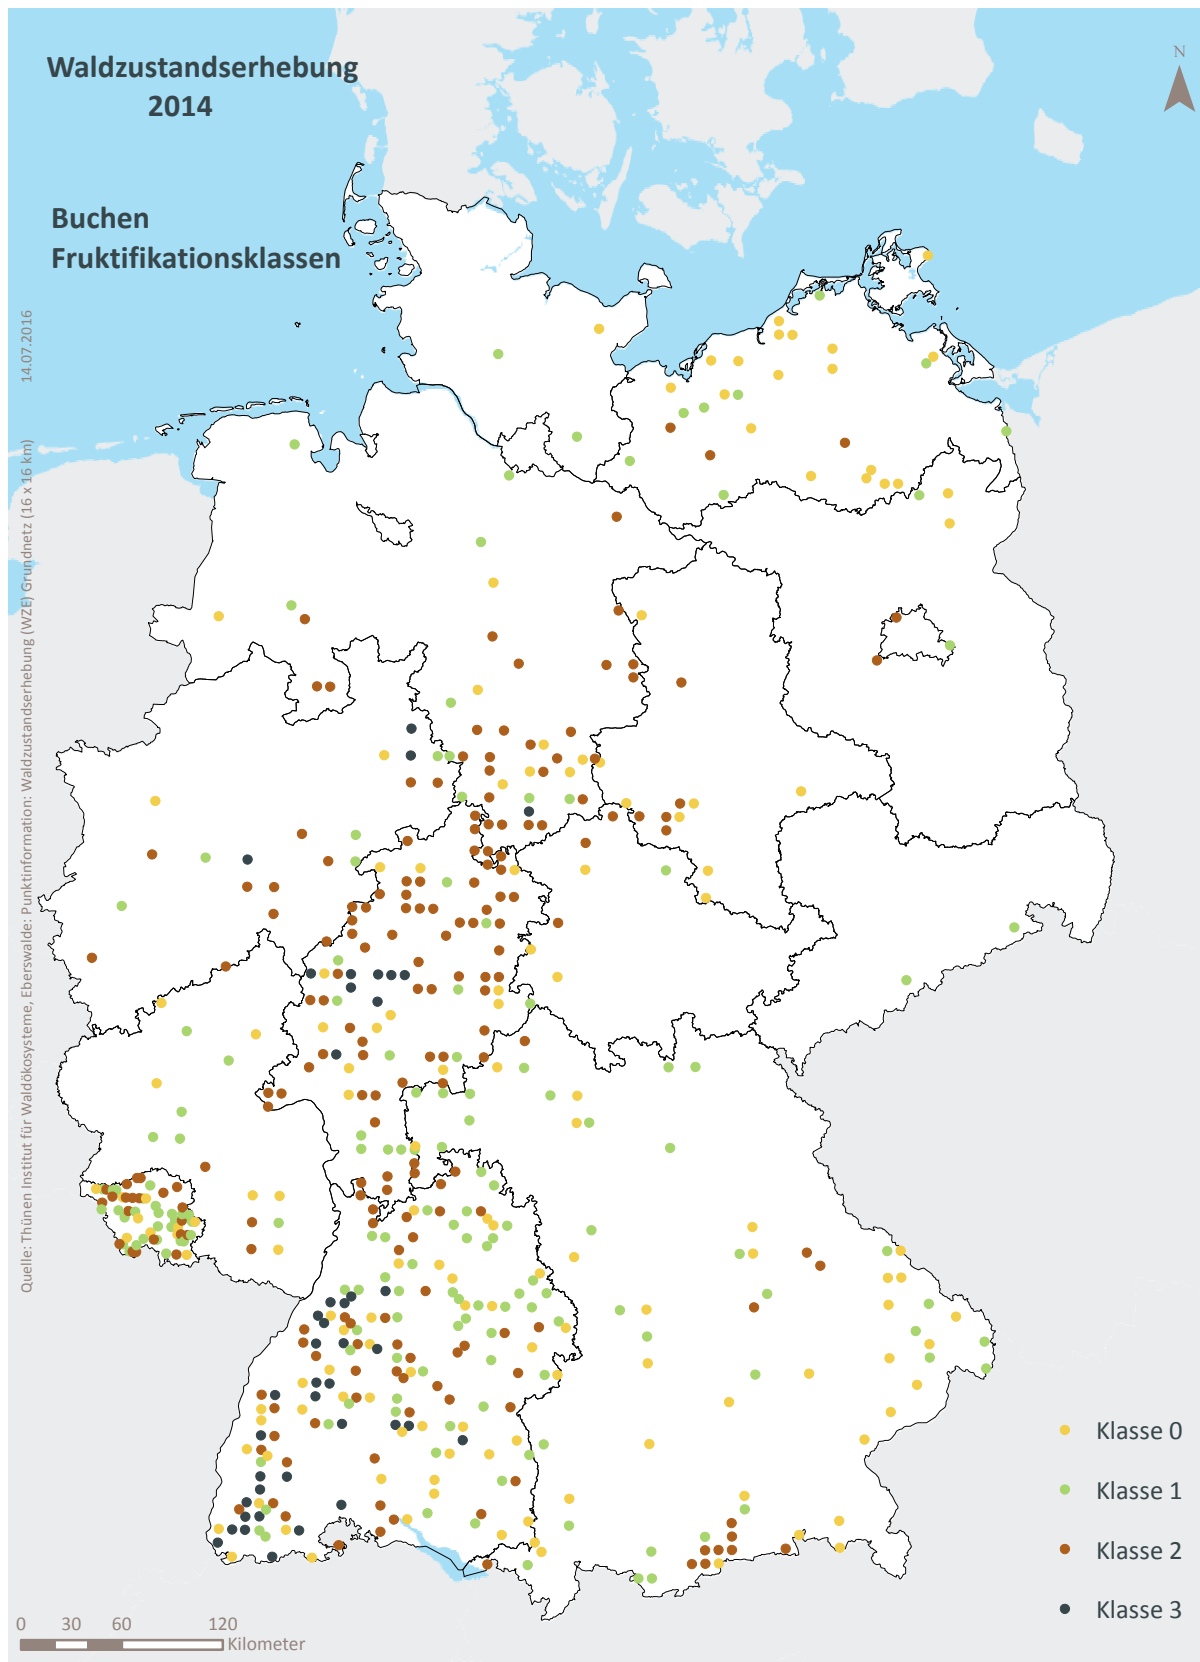 Waldzustandserhebung
2014
N
Buchen
Fruktifikationsklassen
Quelle: Thünen Institut für Waldökosysteme, Eberswalde: Punktinformation: Waldzustandserhebung (WZE) Grundnetz (16 x 16 km) 14.07.2016
Klasse 0
Klasse 1
Klasse 2
Klasse 3
0 30 60 120
Kilometer